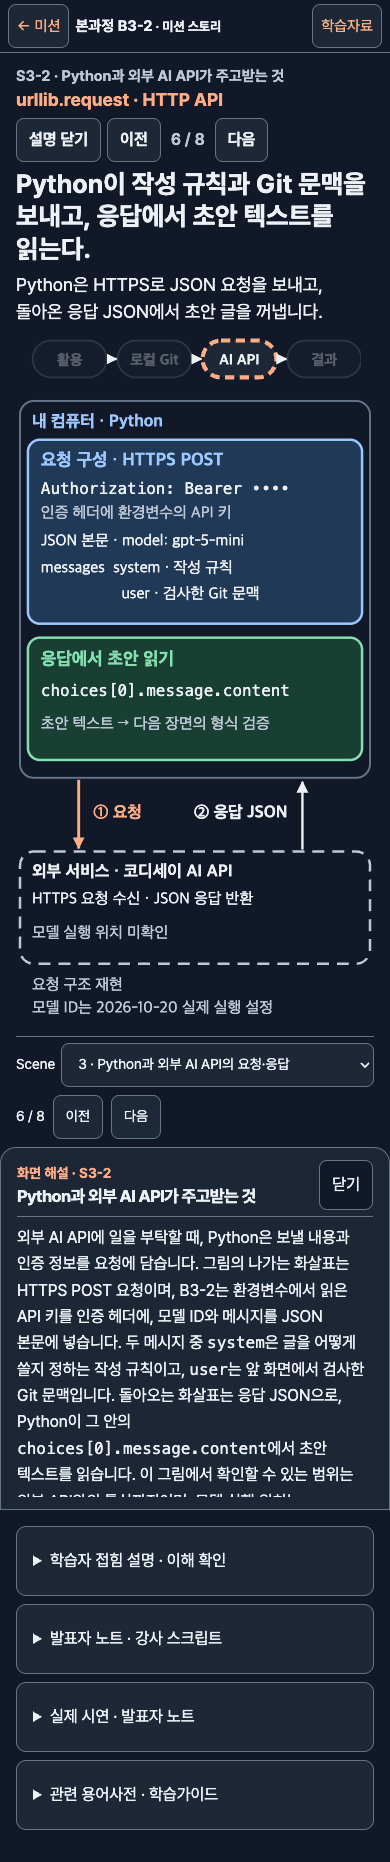 ← 미션
본과정 B3-2 · 미션 스토리
학습자료
S3-2 · Python과 외부 AI API가 주고받는 것
urllib.request · HTTP API
설명 닫기
이전
6 / 8
다음
Python이 작성 규칙과 Git 문맥을
보내고, 응답에서 초안 텍스트를
읽는다.
Python은 HTTPS로 JSON 요청을 보내고,
돌아온 응답 JSON에서 초안 글을 꺼냅니다.
활용
로컬 Git
AI API
결과
내 컴퓨터 · Python
요청 구성 · HTTPS POST
Authorization: Bearer ••••
인증 헤더에 환경변수의 API 키
JSON 본문 · model: gpt-5-mini
messages system · 작성 규칙
user · 검사한 Git 문맥
응답에서 초안 읽기
choices[0].message.content
초안 텍스트 → 다음 장면의 형식 검증
① 요청
② 응답 JSON
외부 서비스 · 코디세이 AI API
HTTPS 요청 수신 · JSON 응답 반환
모델 실행 위치 미확인
요청 구조 재현
모델 ID는 2026-10-20 실제 실행 설정
Scene
3 · Python과 외부 AI API의 요청·응답
6 / 8
이전
다음
화면 해설 · S3-2
Python과 외부 AI API가 주고받는 것
닫기
외부 AI API에 일을 부탁할 때, Python은 보낼 내용과
인증 정보를 요청에 담습니다. 그림의 나가는 화살표는
HTTPS POST 요청이며, B3-2는 환경변수에서 읽은
API 키를 인증 헤더에, 모델 ID와 메시지를 JSON
본문에 넣습니다. 두 메시지 중 system은 글을 어떻게
쓸지 정하는 작성 규칙이고, user는 앞 화면에서 검사한
Git 문맥입니다. 돌아오는 화살표는 응답 JSON으로,
Python이 그 안의
choices[0].message.content에서 초안
텍스트를 읽습니다. 이 그림에서 확인할 수 있는 범위는
▶ 학습자 접힘 설명 · 이해 확인
▶ 발표자 노트 · 강사 스크립트
▶ 실제 시연 · 발표자 노트
▶ 관련 용어사전 · 학습가이드